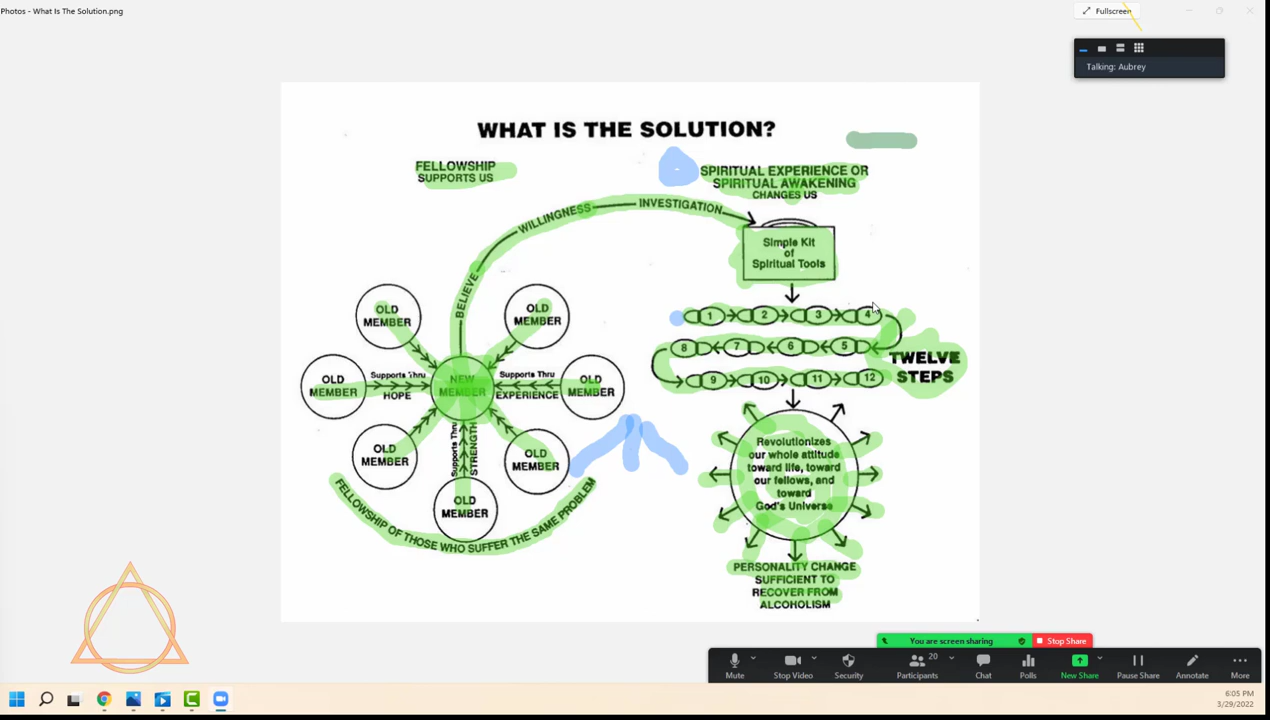 Photos - What Is The Solution.png
Fullscreen
Talking: Aubrey
WHAT IS THE SOLUTION?
FELLOWSHIP
SUPPORTS US
SPIRITUAL EXPERIENCE OR
SPIRITUAL AWAKENING
CHANGES US
BELIEVE
WILLINGNESS
INVESTIGATION
Simple Kit
of
Spiritual Tools
OLD
MEMBER
OLD
MEMBER
OLD
MEMBER
Supports Thru
HOPE
NEW
MEMBER
Supports Thru
EXPERIENCE
OLD
MEMBER
OLD
MEMBER
Supports Thru
STRENGTH
OLD
MEMBER
OLD
MEMBER
FELLOWSHIP OF THOSE WHO SUFFER THE SAME PROBLEM
1 2 3 4
8 7 6 5
9 10 11 12
TWELVE
STEPS
Revolutionizes
our whole attitude
toward life, toward
our fellows, and
toward
God's Universe
PERSONALITY CHANGE
SUFFICIENT TO
RECOVER FROM
ALCOHOLISM
You are screen sharing
Stop Share
20
Mute Stop Video Security Participants Chat Polls New Share Pause Share Annotate More
6:05 PM
3/29/2022